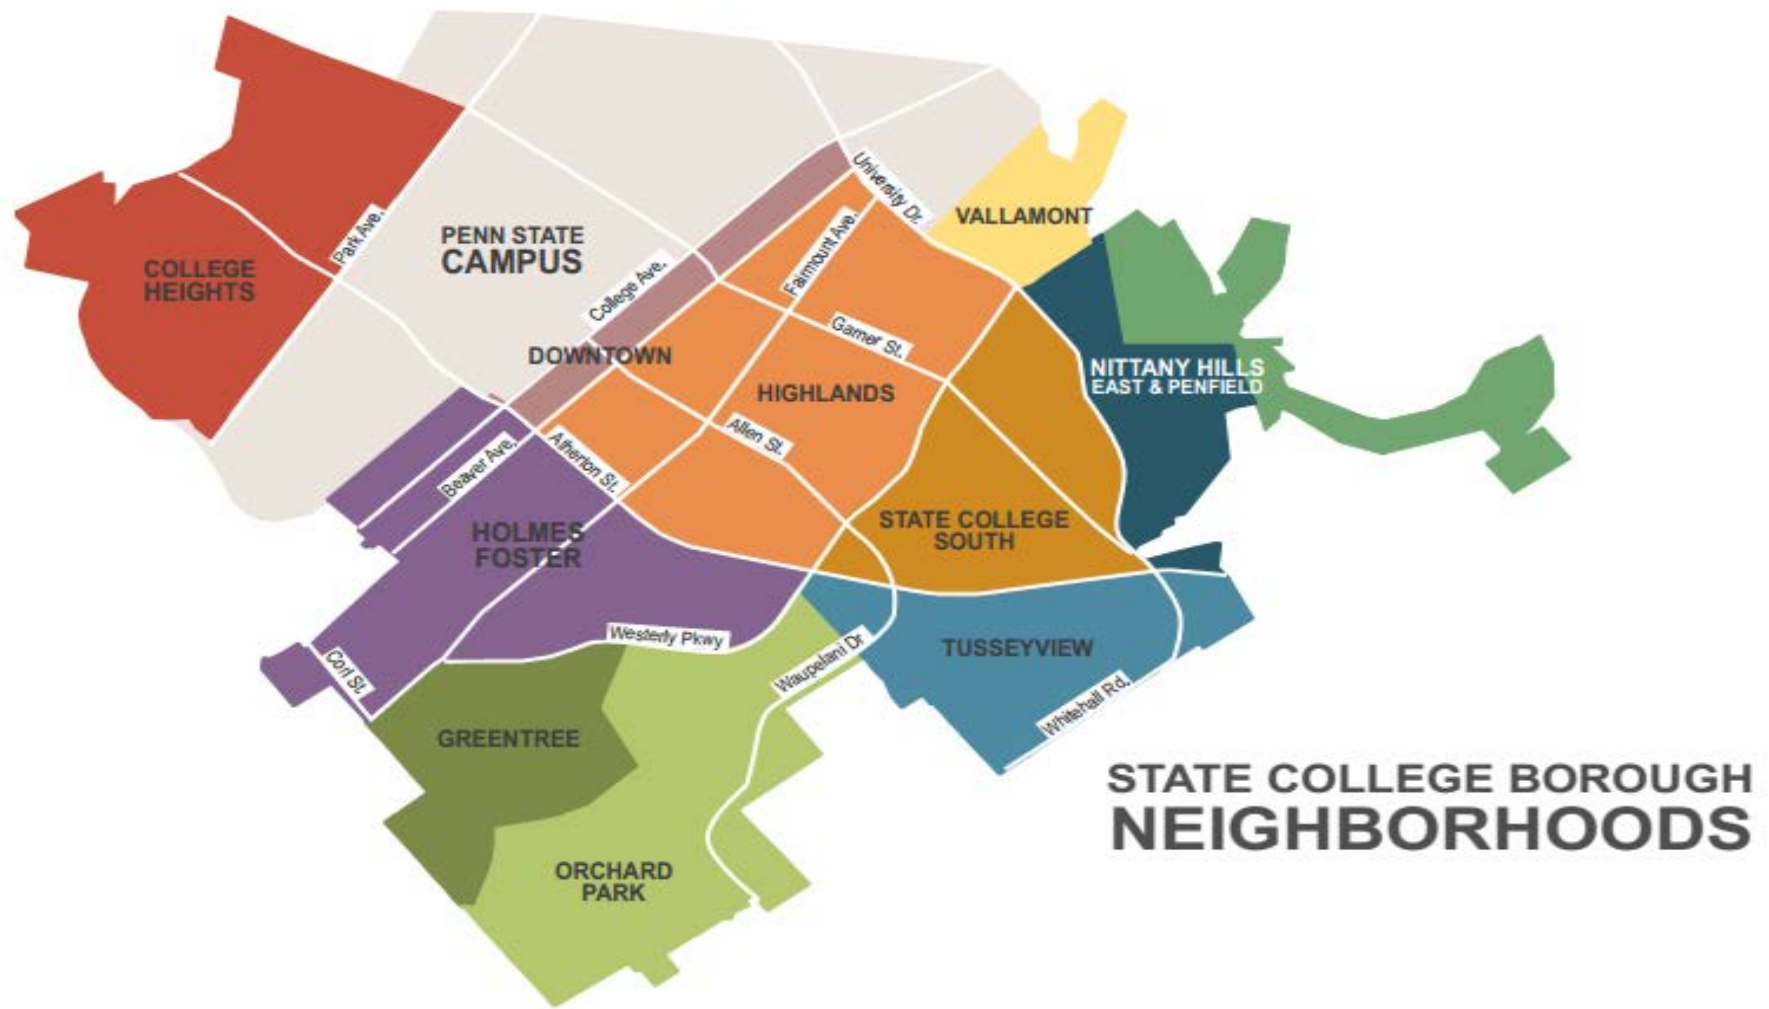 PENN STATE
CAMPUS
COLLEGE
HEIGHTS
Park Ave.
College Ave.
University Dr.
Fairmount Ave.
VALLAMONT
DOWNTOWN
Garner St.
HIGHLANDS
NITTANY HILLS
EAST & PENFIELD
Allen St.
Beaver Ave.
Atherton St.
HOLMES
FOSTER
STATE COLLEGE
SOUTH
Westerly Pkwy
Corl St.
Waupelani Dr
TUSSEYVIEW
Whitehall Rd.
GREENTREE
ORCHARD
PARK
STATE COLLEGE BOROUGH
NEIGHBORHOODS